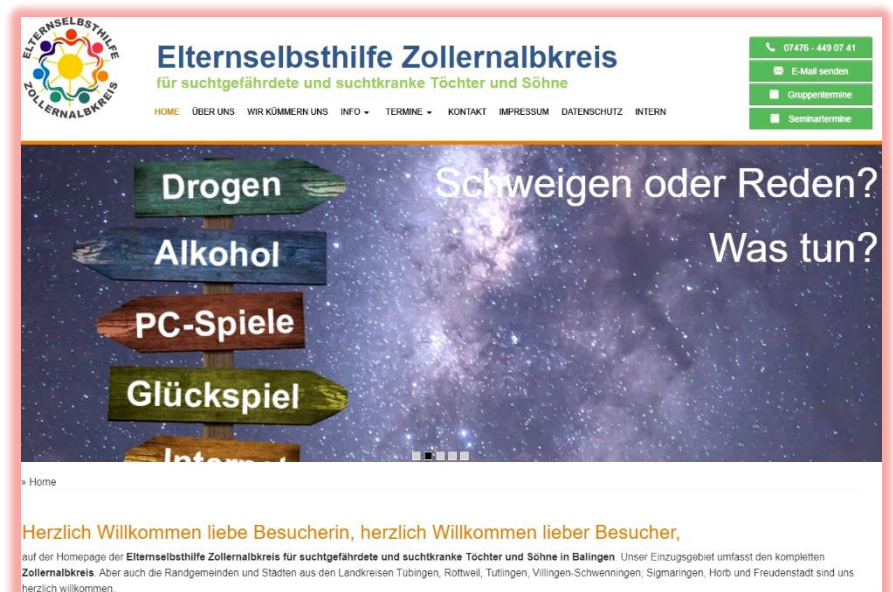 ELTERNSELBSTHILFE
ZOLLERNALBKREIS
Elternselbsthilfe Zollernalbkreis
für suchtgefährdete und suchtkranke Töchter und Söhne
HOME ÜBER UNS WIR KÜMMERN UNS INFO TERMINE KONTAKT IMPRESSUM DATENSCHUTZ INTERN
07476 - 449 07 41
E-Mail senden
Gruppentermine
Seminartermine
Drogen
Alkohol
PC-Spiele
Glückspiel
Internet
Schweigen oder Reden?
Was tun?
» Home
Herzlich Willkommen liebe Besucherin, herzlich Willkommen lieber Besucher,
auf der Homepage der Elternselbsthilfe Zollernalbkreis für suchtgefährdete und suchtkranke Töchter und Söhne in Balingen. Unser Einzugsgebiet umfasst den kompletten
Zollernalbkreis. Aber auch die Randgemeinden und Städten aus den Landkreisen Tübingen, Rottweil, Tutlingen, Villingen-Schwenningen, Sigmaringen, Horb und Freudenstadt sind uns
herzlich willkommen.